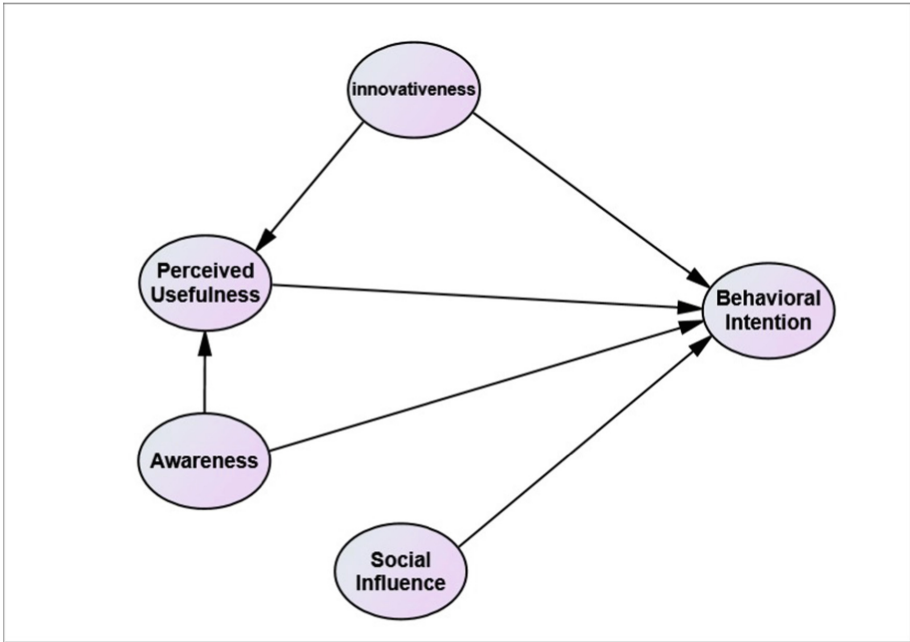 innovativeness
Perceived
Usefulness
Behavioral
Intention
Awareness
Social
Influence